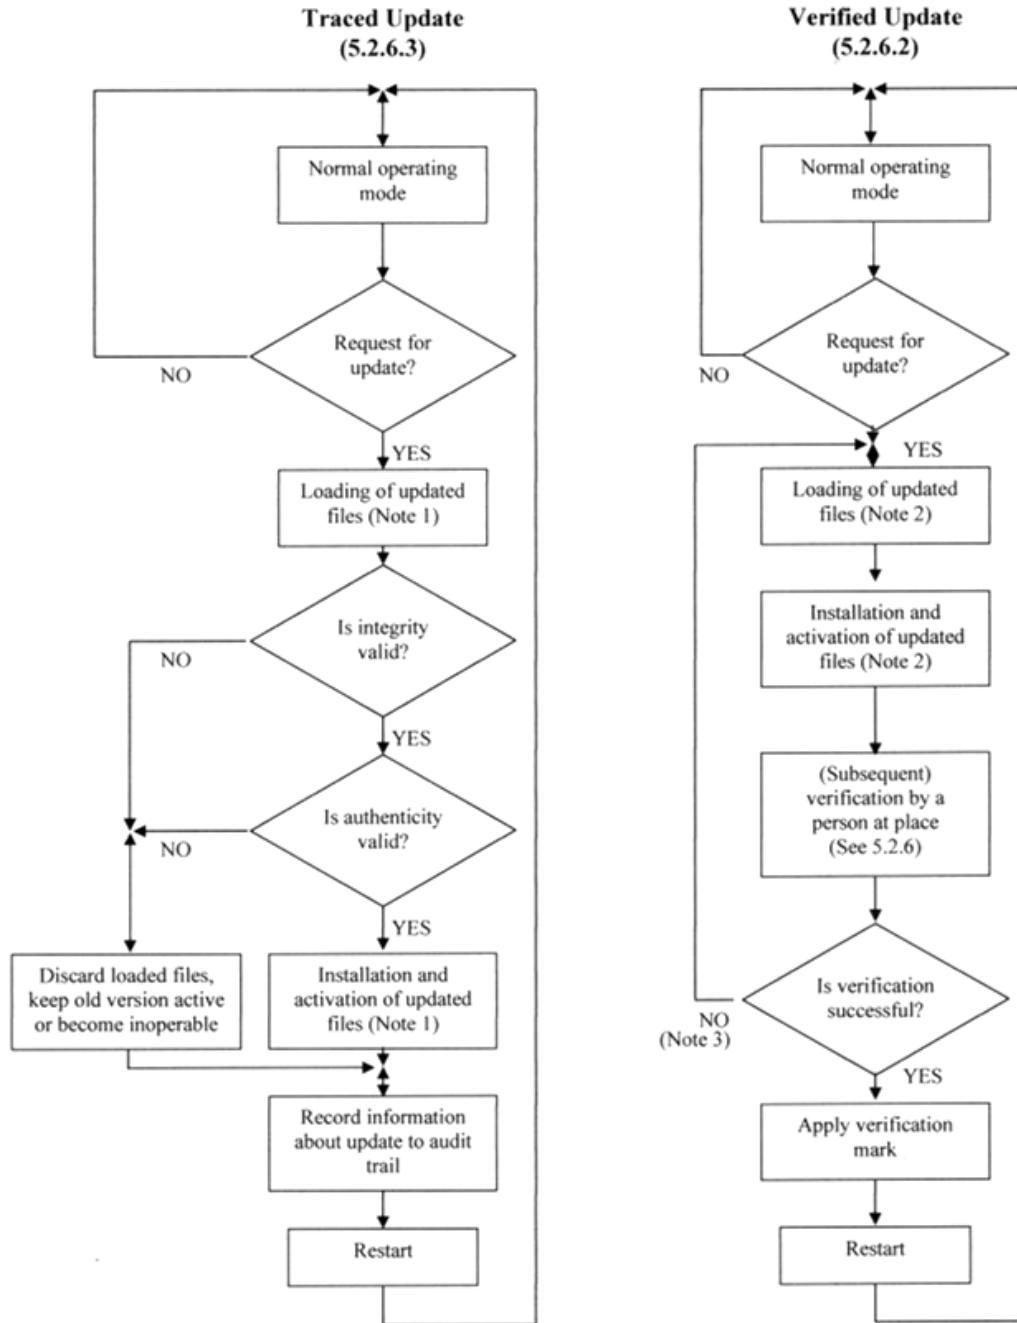 Traced Update
(5.2.6.3)
Normal operating
mode
Request for
update?
NO
YES
Loading of updated
files (Note 1)
Is integrity
valid?
NO
YES
Is authenticity
valid?
NO
YES
Discard loaded files,
keep old version active
or become inoperable
Installation and
activation of updated
files (Note 1)
Record information
about update to audit
trail
Restart
Verified Update
(5.2.6.2)
Normal operating
mode
Request for
update?
NO
YES
Loading of updated
files (Note 2)
Installation and
activation of updated
files (Note 2)
(Subsequent)
verification by a
person at place
(See 5.2.6)
Is verification
successful?
NO
(Note 3)
YES
Apply verification
mark
Restart